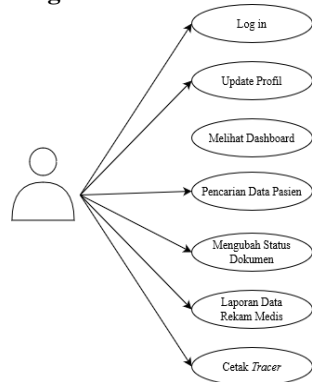 Log in
Update Profil
Melihat Dashboard
Pencarian Data Pasien
Mengubah Status
Dokumen
Laporan Data
Rekam Medis
Cetak Tracer